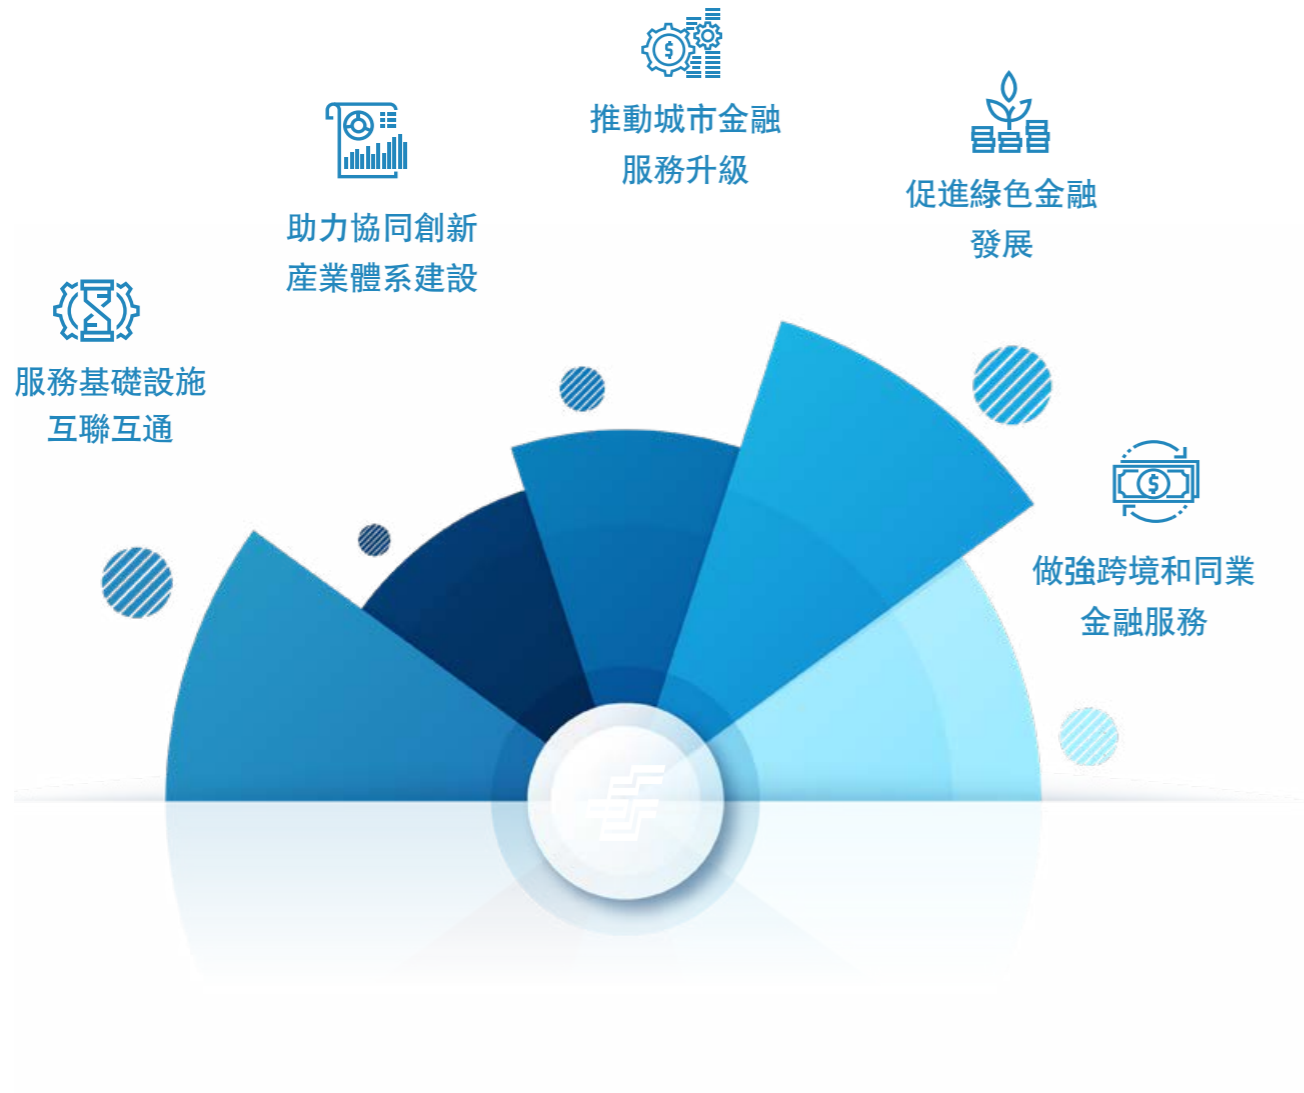 服務基礎設施
互聯互通
助力協同創新
産業體系建設
推動城市金融
服務升級
促進綠色金融
發展
做強跨境和同業
金融服務